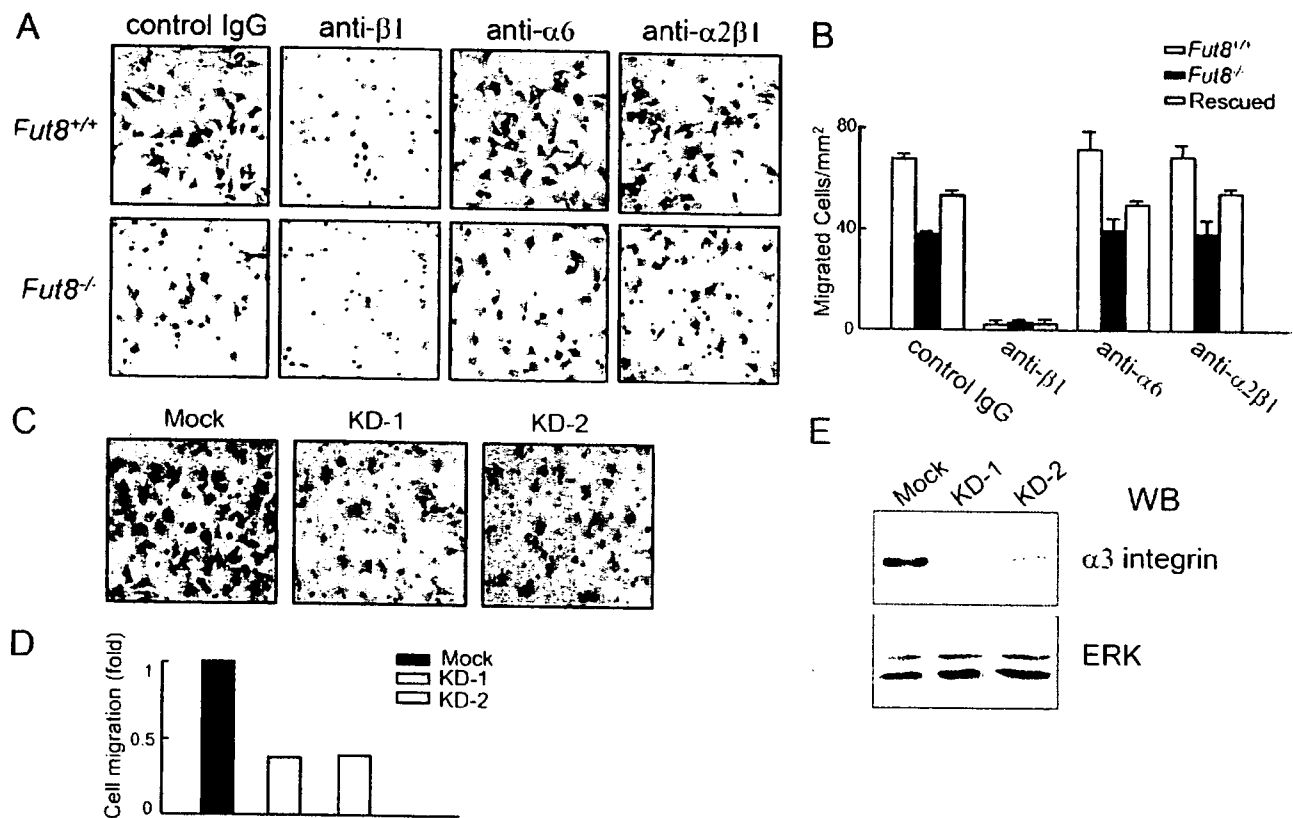 A
control IgG
anti-β1
anti-α6
anti-α2β1
Fut8+/+
Fut8-/-
B
Fut8+/+
Fut8-/-
Rescued
Migrated Cells/mm²
80
40
0
control IgG
anti-β1
anti-α6
anti-α2β1
C
Mock
KD-1
KD-2
D
Cell migration (fold)
1
0.5
0
Mock
KD-1
KD-2
E
Mock
KD-1
KD-2
WB
α3 integrin
ERK